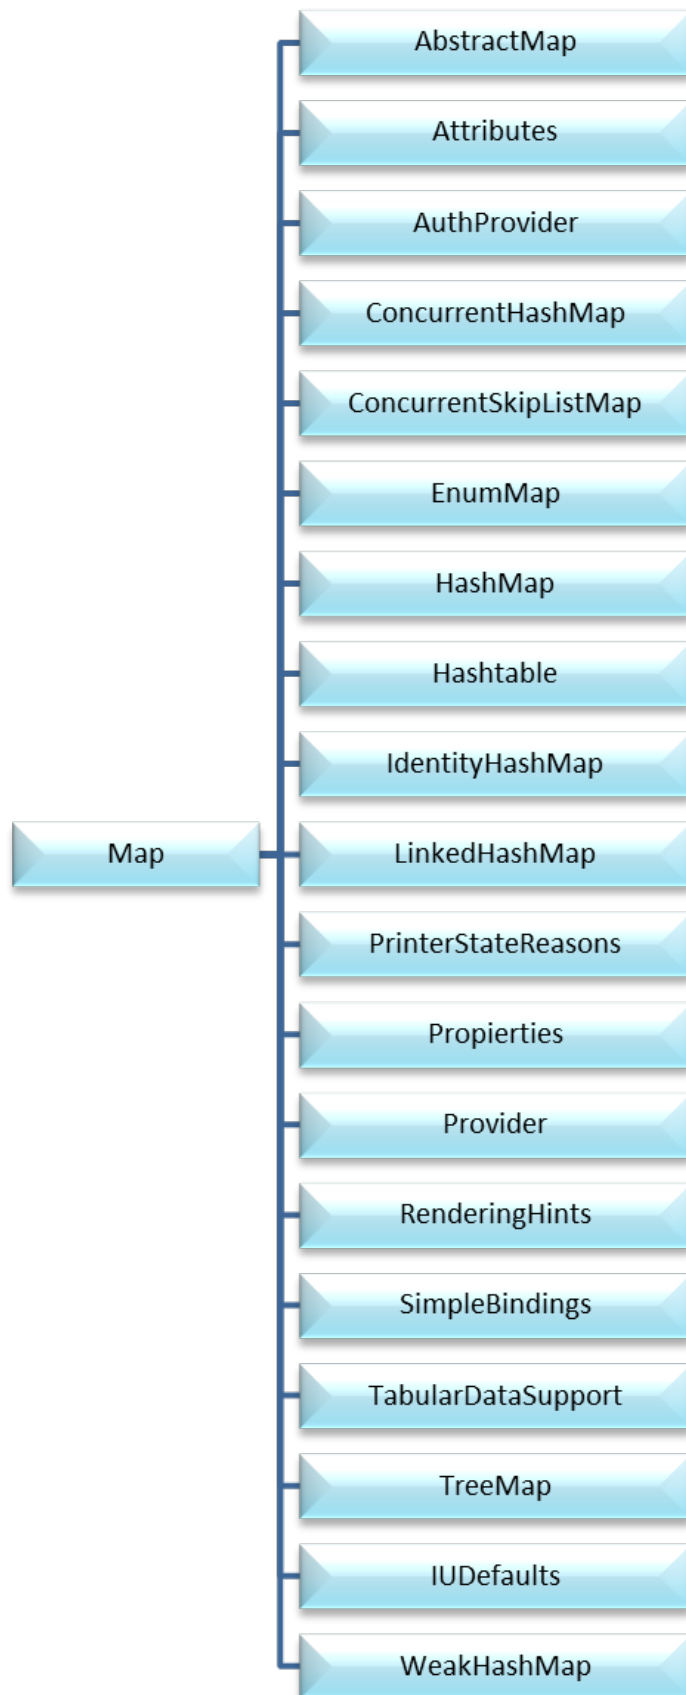 AbstractMap
Attributes
AuthProvider
ConcurrentHashMap
ConcurrentSkipListMap
EnumMap
HashMap
Hashtable
IdentityHashMap
Map
LinkedHashMap
PrinterStateReasons
Propierties
Provider
RenderingHints
SimpleBindings
TabularDataSupport
TreeMap
IUDefaults
WeakHashMap